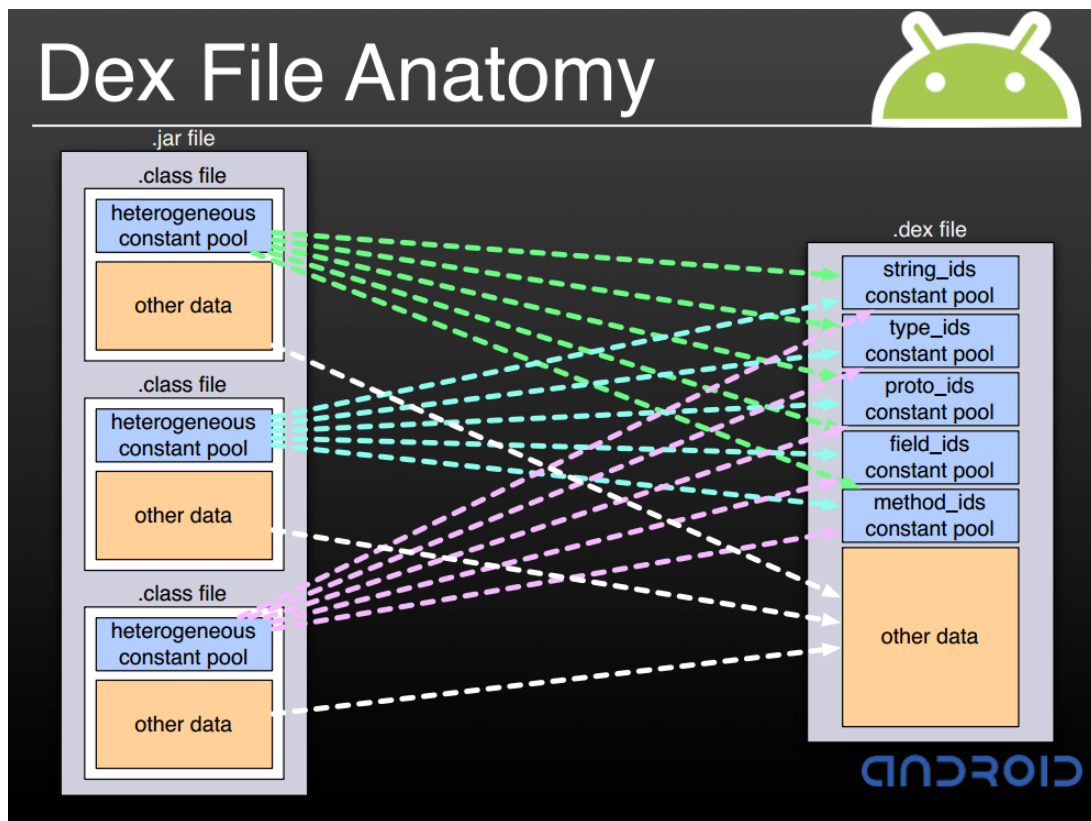 Dex File Anatomy
.jar file
.class file
heterogeneous
constant pool
other data
.class file
heterogeneous
constant pool
other data
.class file
heterogeneous
constant pool
other data
.dex file
string_ids
constant pool
type_ids
constant pool
proto_ids
constant pool
field_ids
constant pool
method_ids
constant pool
other data
ANDROID